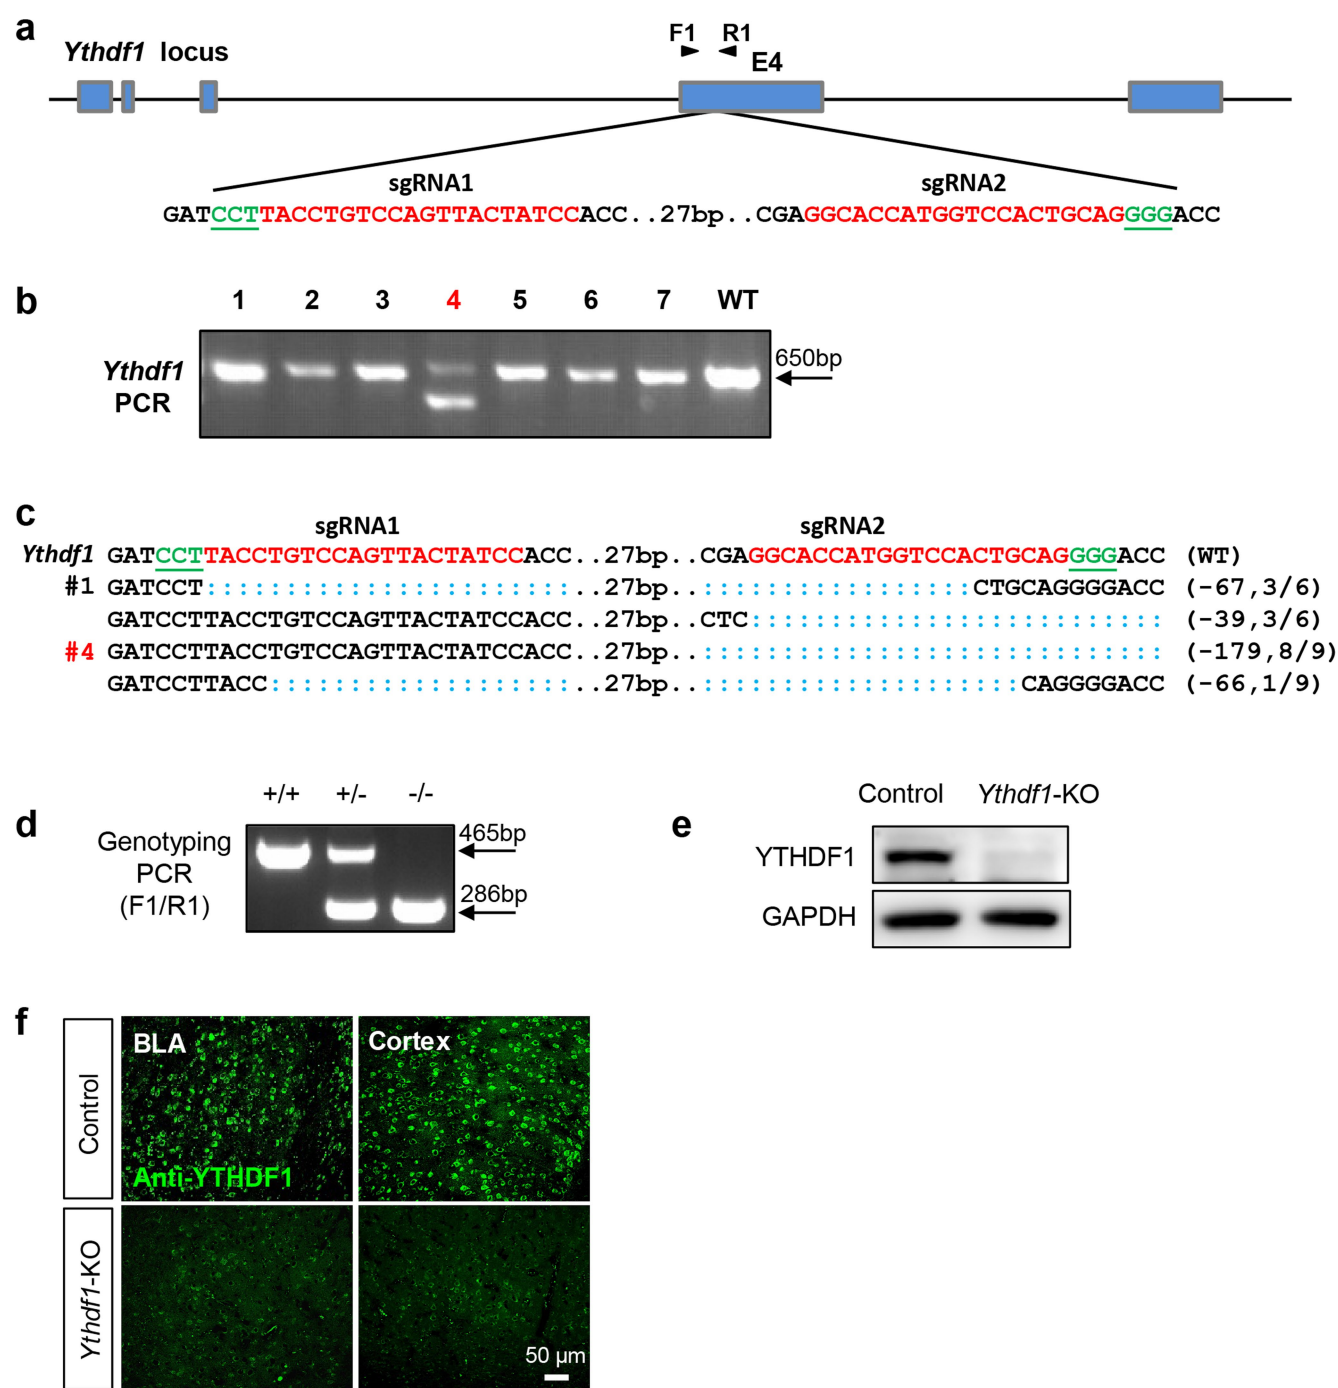 a
Ythdf1 locus
F1 R1
E4
sgRNA1 sgRNA2
GATCCTTACCTGTCCAGTTACTATCCACC..27bp..CGAGGCACCATGGTCCACTGCAGGGGACC
b
1 2 3 4 5 6 7 WT
Ythdf1
PCR
650bp
c
sgRNA1 sgRNA2
Ythdf1 GATCCTTACCTGTCCAGTTACTATCCACC..27bp..CGAGGCACCATGGTCCACTGCAGGGGACC (WT)
#1 GATCCT:::::::::::::::::::::::..27bp..:::::::::::::::::CTGCAGGGGACC (-67,3/6)
GATCCTTACCTGTCCAGTTACTATCCACC..27bp..CTC:::::::::::::::::::::::::: (-39,3/6)
#4 GATCCTTACCTGTCCAGTTACTATCCACC..27bp..::::::::::::::::::::::::::::: (-179,8/9)
GATCCTTACC:::::::::::::::::::..27bp..::::::::::::::::::::CAGGGGACC (-66,1/9)
d
+/+ +/- -/-
Genotyping
PCR
(F1/R1)
465bp
286bp
e
Control Ythdf1-KO
YTHDF1
GAPDH
f
Control
BLA
Cortex
Anti-YTHDF1
Ythdf1-KO
50 µm